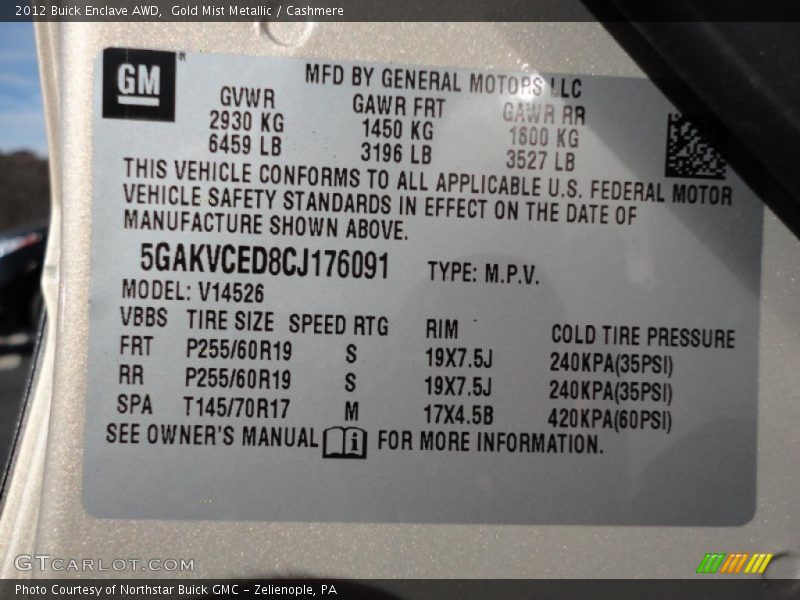 2012 Buick Enclave AWD, Gold Mist Metallic / Cashmere
GM®
MFD BY GENERAL MOTORS LLC
GVWR GAWR FRT GAWR RR
2930 KG 1450 KG 1600 KG
6459 LB 3196 LB 3527 LB
THIS VEHICLE CONFORMS TO ALL APPLICABLE U.S. FEDERAL MOTOR
VEHICLE SAFETY STANDARDS IN EFFECT ON THE DATE OF
MANUFACTURE SHOWN ABOVE.
5GAKVCED8CJ176091 TYPE: M.P.V.
MODEL: V14526
VBBS TIRE SIZE SPEED RTG RIM COLD TIRE PRESSURE
FRT P255/60R19 S 19X7.5J 240KPA(35PSI)
RR P255/60R19 S 19X7.5J 240KPA(35PSI)
SPA T145/70R17 M 17X4.5B 420KPA(60PSI)
SEE OWNER'S MANUAL i FOR MORE INFORMATION.
GTCARLOT.COM
Photo Courtesy of Northstar Buick GMC - Zelienople, PA